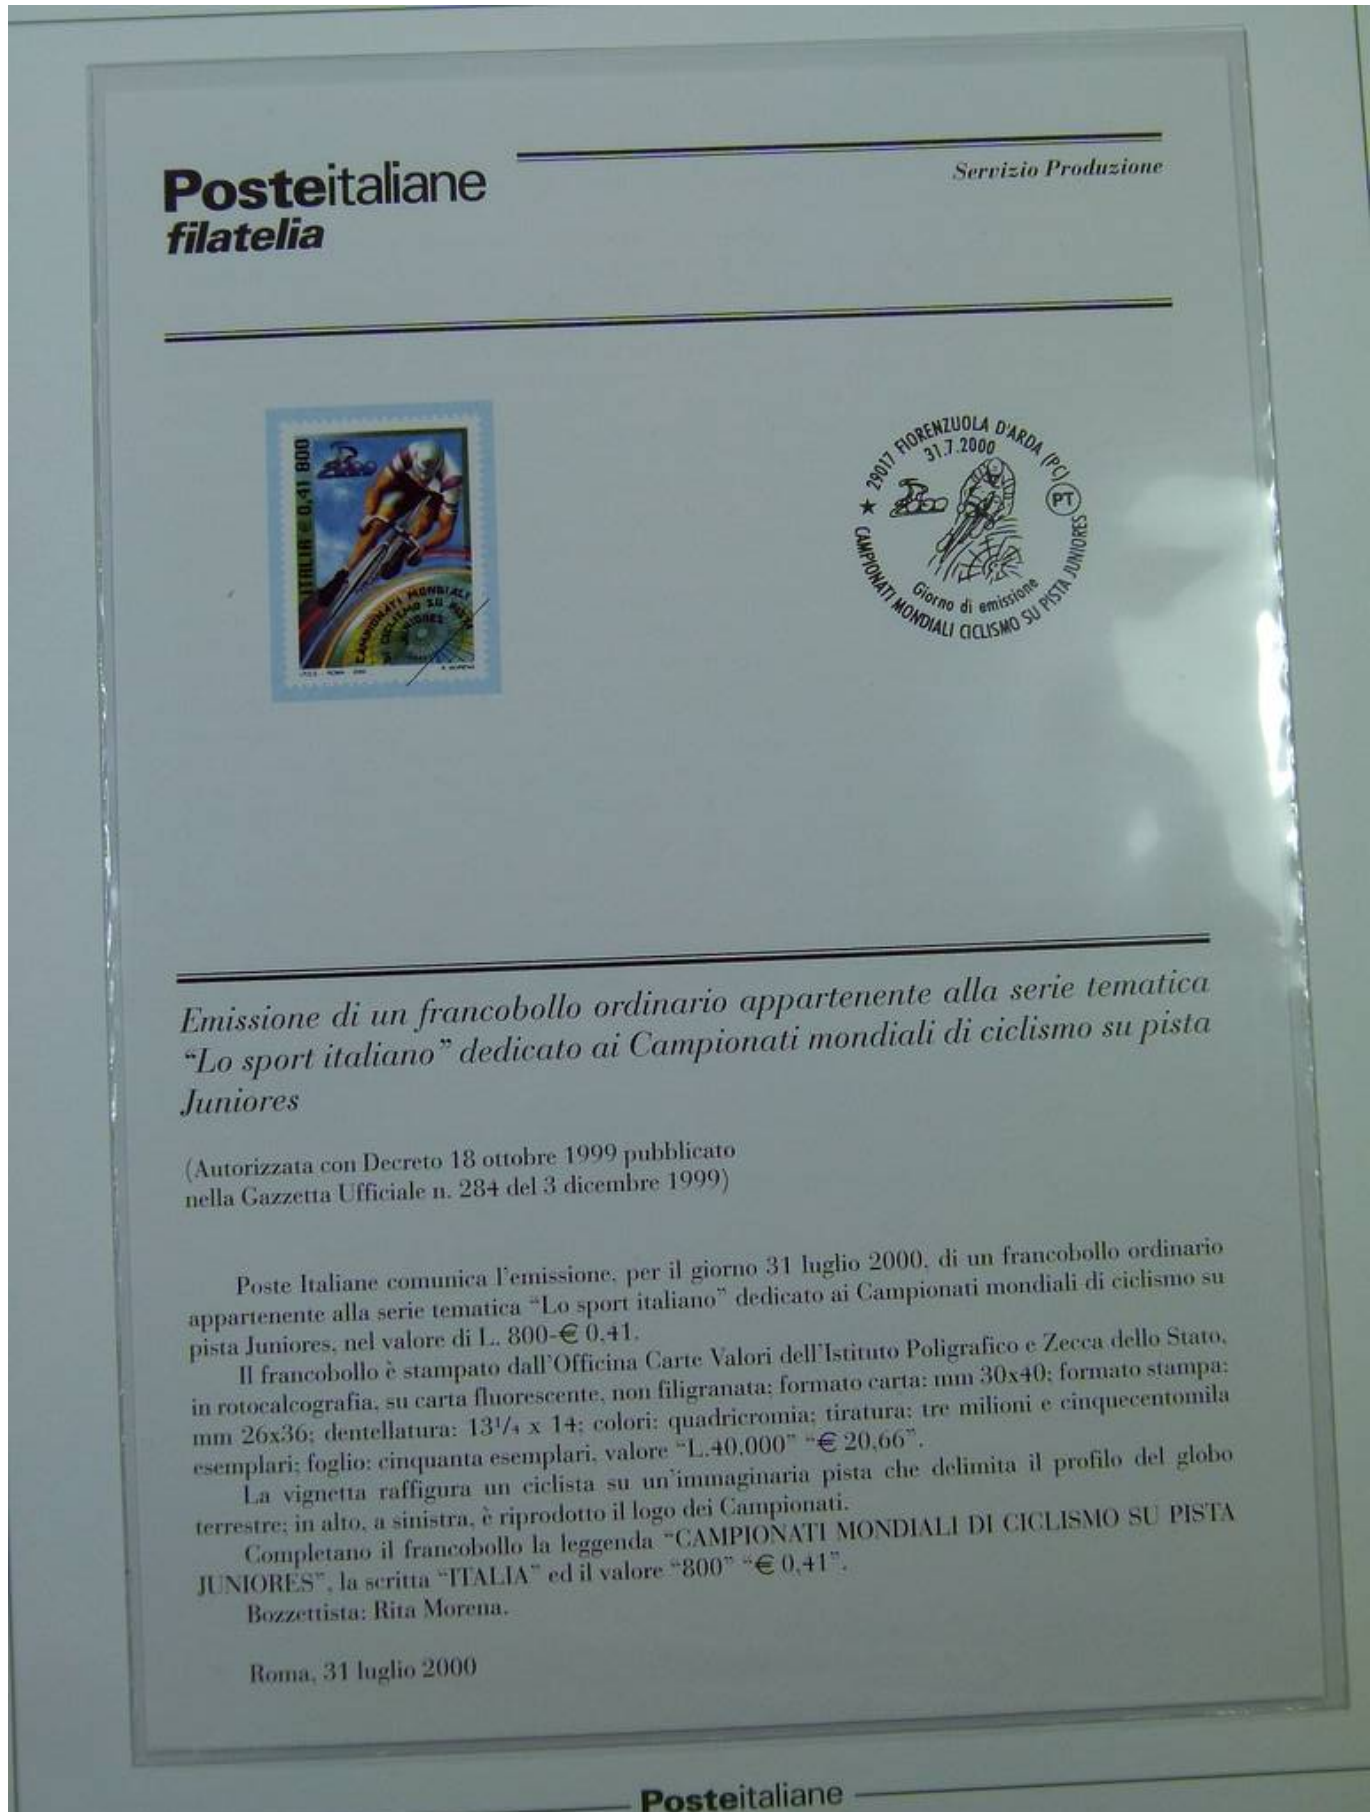 Posteitaliane
filatelia
Servizio Produzione
ITALIA € 0,41 800
CAMPIONATI MONDIALI
DI CICLISMO SU PISTA
JUNIORES
I.P.Z.S. - ROMA - 2000
R. MORENA
★ 29017 FIORENZUOLA D'ARDA (PC)
31.7.2000
PT
Giorno di emissione
CAMPIONATI MONDIALI CICLISMO SU PISTA JUNIORES
Emissione di un francobollo ordinario appartenente alla serie tematica
“Lo sport italiano” dedicato ai Campionati mondiali di ciclismo su pista
Juniores
(Autorizzata con Decreto 18 ottobre 1999 pubblicato
nella Gazzetta Ufficiale n. 284 del 3 dicembre 1999)
Poste Italiane comunica l'emissione, per il giorno 31 luglio 2000, di un francobollo ordinario
appartenente alla serie tematica “Lo sport italiano” dedicato ai Campionati mondiali di ciclismo su
pista Juniores, nel valore di L. 800-€ 0,41.
Il francobollo è stampato dall'Officina Carte Valori dell'Istituto Poligrafico e Zecca dello Stato,
in rotocalcografia, su carta fluorescente, non filigranata; formato carta: mm 30x40; formato stampa:
mm 26x36; dentellatura: 13¹/₄ x 14; colori: quadricromia; tiratura: tre milioni e cinquecentomila
esemplari; foglio: cinquanta esemplari, valore “L.40.000” “€ 20,66”.
La vignetta raffigura un ciclista su un'immaginaria pista che delimita il profilo del globo
terrestre; in alto, a sinistra, è riprodotto il logo dei Campionati.
Completano il francobollo la leggenda “CAMPIONATI MONDIALI DI CICLISMO SU PISTA
JUNIORES”, la scritta “ITALIA” ed il valore “800” “€ 0,41”.
Bozzettista: Rita Morena.
Roma, 31 luglio 2000
Posteitaliane